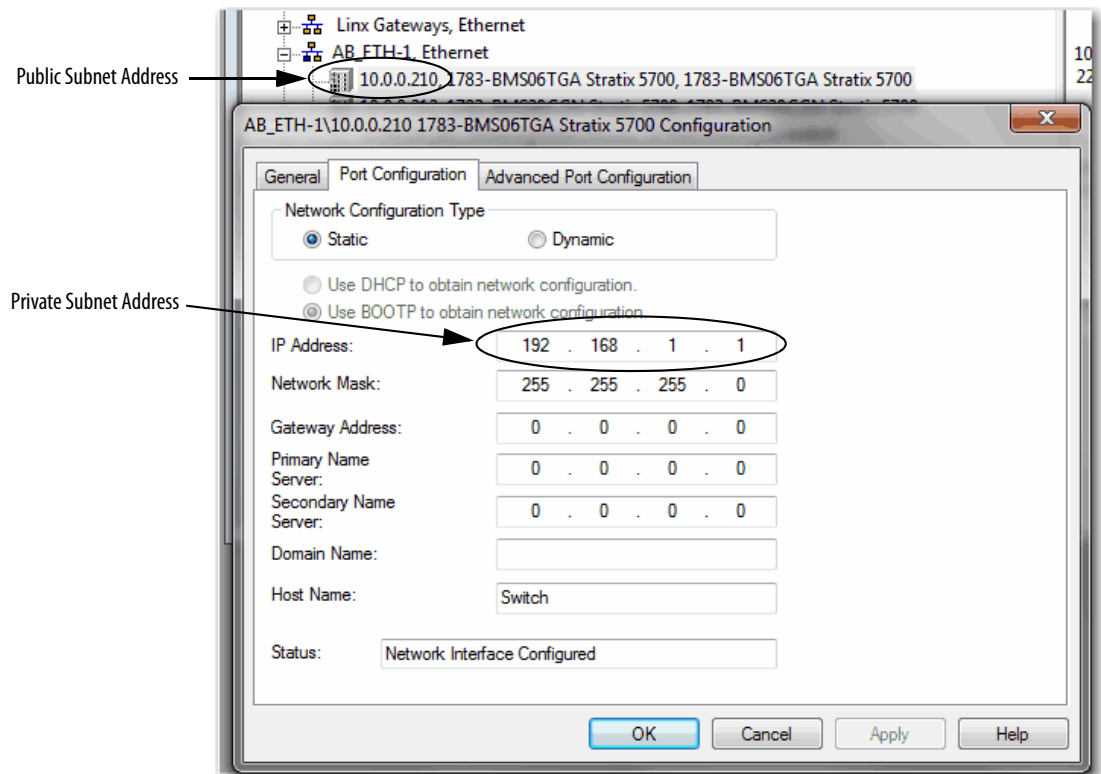 Linx Gateways, Ethernet
AB_ETH-1, Ethernet
10
Public Subnet Address
10.0.0.210, 1783-BMS06TGA Stratix 5700, 1783-BMS06TGA Stratix 5700
22
AB_ETH-1\10.0.0.210 1783-BMS06TGA Stratix 5700 Configuration
General
Port Configuration
Advanced Port Configuration
Network Configuration Type
Static
Dynamic
Use DHCP to obtain network configuration.
Private Subnet Address
Use BOOTP to obtain network configuration.
IP Address:
192 . 168 . 1 . 1
Network Mask:
255 . 255 . 255 . 0
Gateway Address:
0 . 0 . 0 . 0
Primary Name
Server:
0 . 0 . 0 . 0
Secondary Name
Server:
0 . 0 . 0 . 0
Domain Name:
Host Name:
Switch
Status:
Network Interface Configured
OK
Cancel
Apply
Help